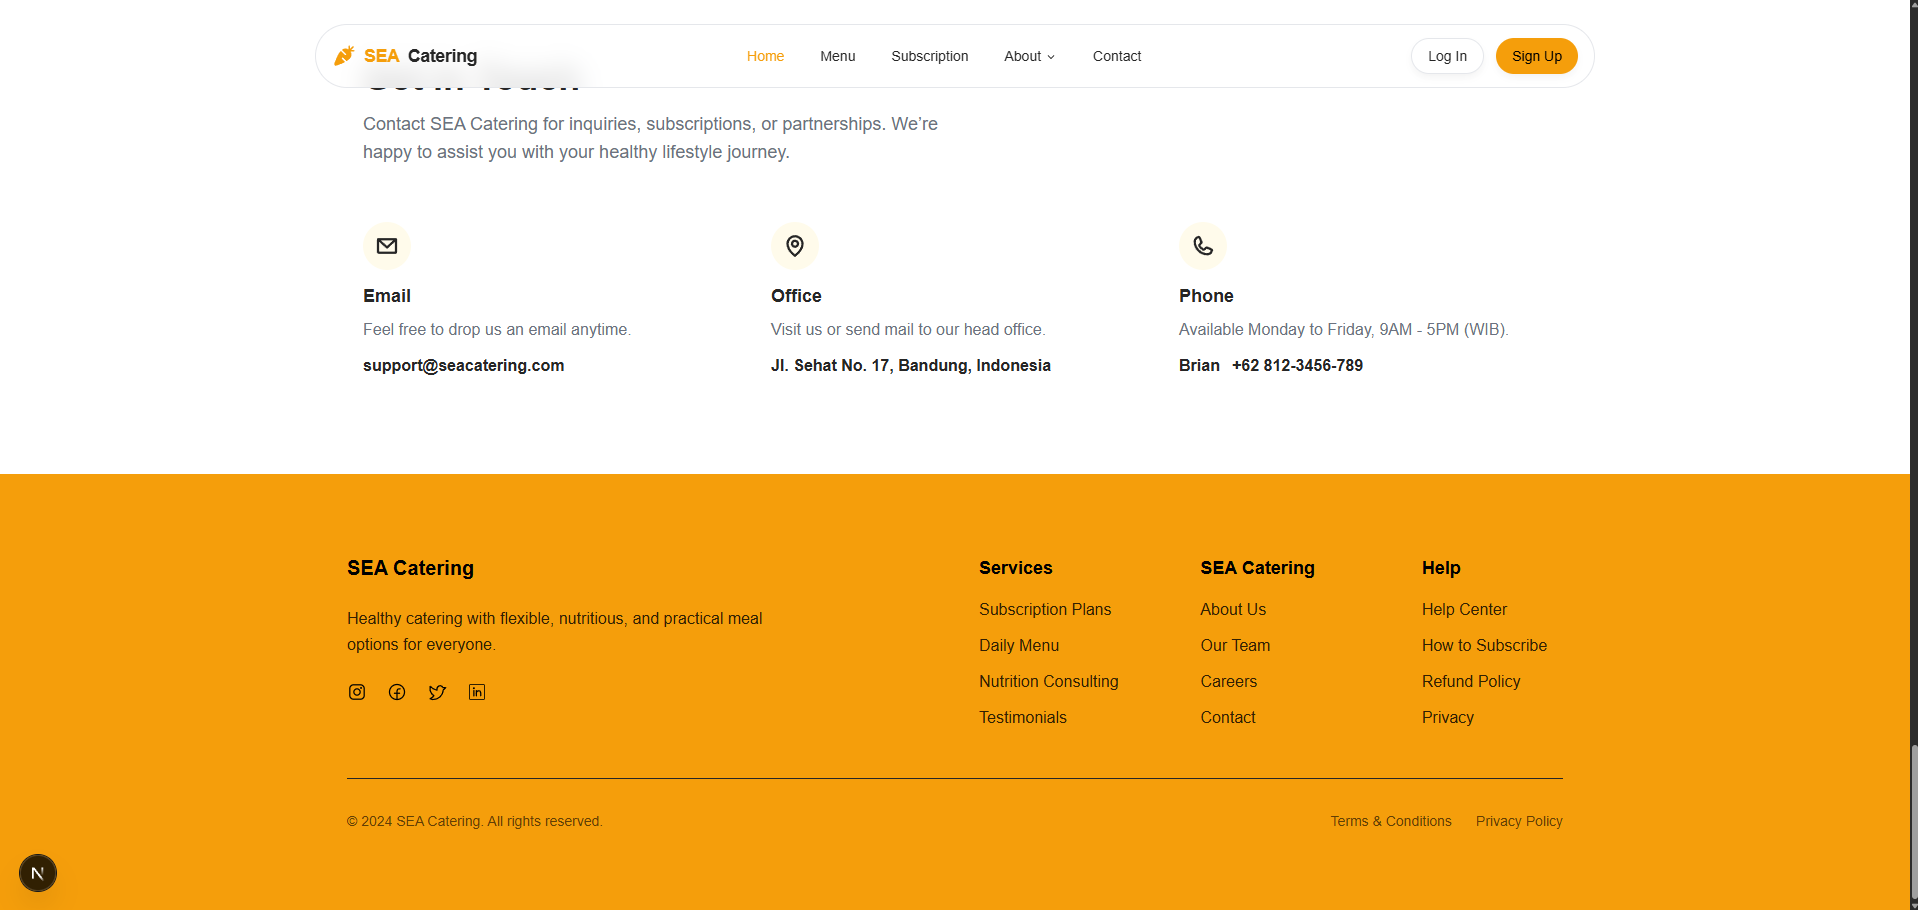 SEA Catering
Home
Menu
Subscription
About
Contact
Log In
Sign Up
Get In Touch
Contact SEA Catering for inquiries, subscriptions, or partnerships. We’re
happy to assist you with your healthy lifestyle journey.
Email
Feel free to drop us an email anytime.
support@seacatering.com
Office
Visit us or send mail to our head office.
Jl. Sehat No. 17, Bandung, Indonesia
Phone
Available Monday to Friday, 9AM - 5PM (WIB).
Brian +62 812-3456-789
SEA Catering
Healthy catering with flexible, nutritious, and practical meal
options for everyone.
Services
Subscription Plans
Daily Menu
Nutrition Consulting
Testimonials
SEA Catering
About Us
Our Team
Careers
Contact
Help
Help Center
How to Subscribe
Refund Policy
Privacy
© 2024 SEA Catering. All rights reserved.
Terms & Conditions
Privacy Policy
N